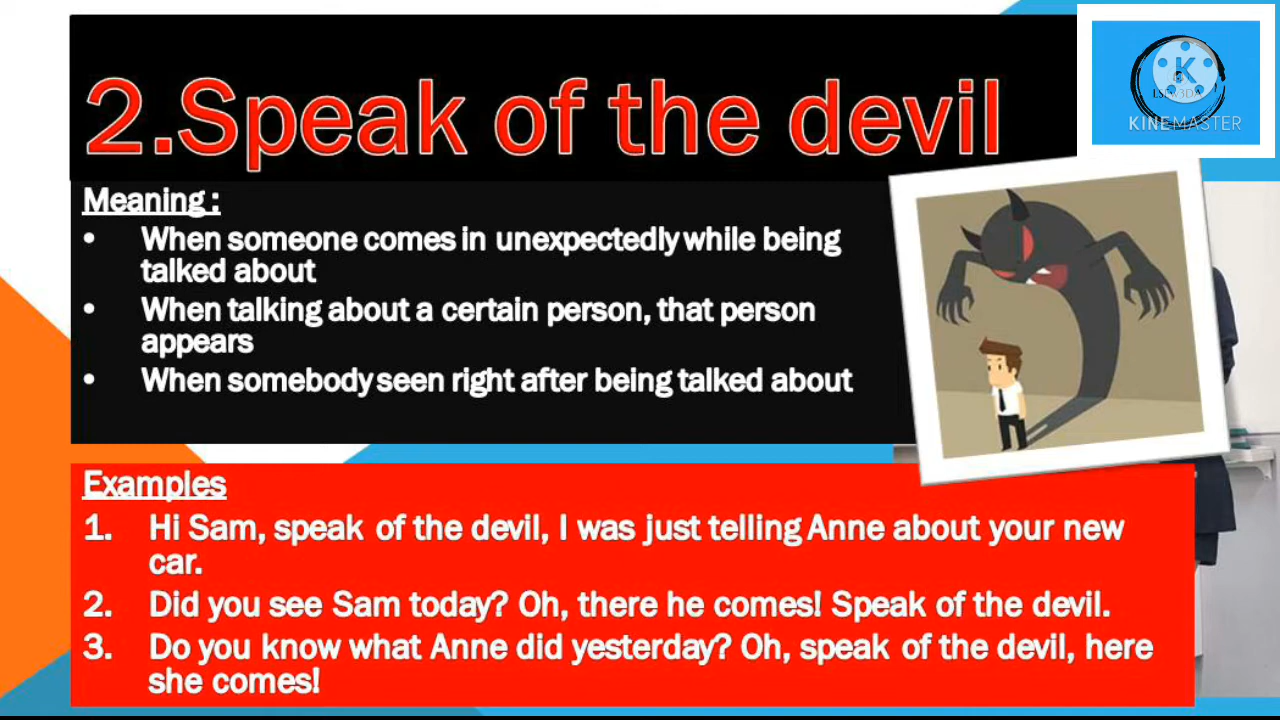 2.Speak of the devil
KINEMASTER
Meaning :
• When someone comes in unexpectedly while being
talked about
• When talking about a certain person, that person
appears
• When somebody seen right after being talked about
Examples
1. Hi Sam, speak of the devil, I was just telling Anne about your new
car.
2. Did you see Sam today? Oh, there he comes! Speak of the devil.
3. Do you know what Anne did yesterday? Oh, speak of the devil, here
she comes!